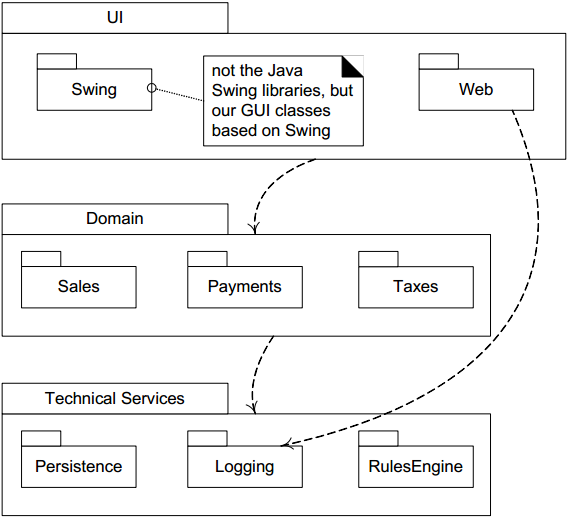 UI
Swing
not the Java
Swing libraries, but
our GUI classes
based on Swing
Web
Domain
Sales
Payments
Taxes
Technical Services
Persistence
Logging
RulesEngine